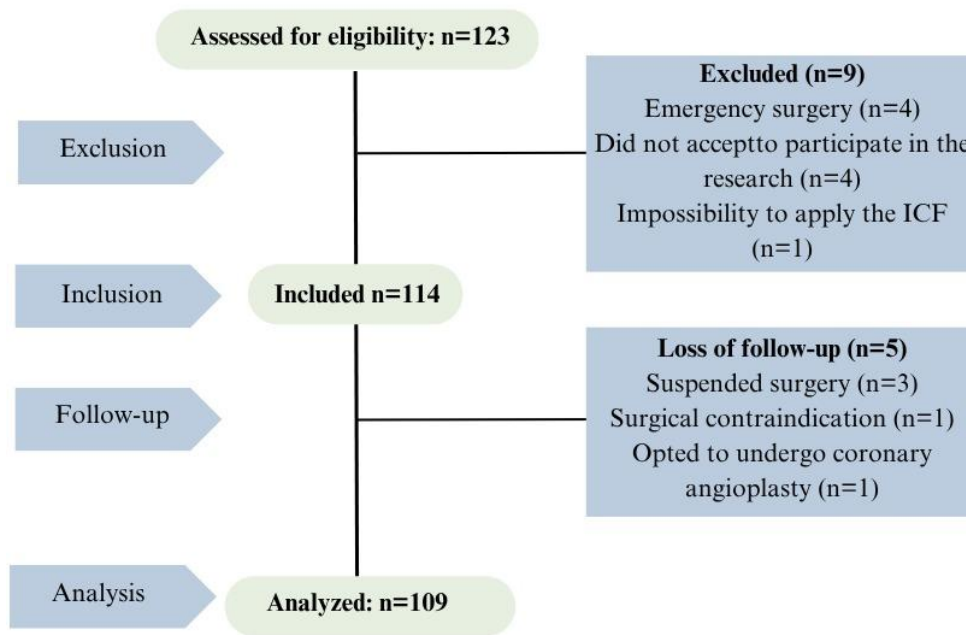 Assessed for eligibility: n=123
Excluded (n=9)
Emergency surgery (n=4)
Did not acceptto participate in the
research (n=4)
Impossibility to apply the ICF
(n=1)
Exclusion
Inclusion
Included n=114
Loss of follow-up (n=5)
Suspended surgery (n=3)
Surgical contraindication (n=1)
Opted to undergo coronary
angioplasty (n=1)
Follow-up
Analysis
Analyzed: n=109